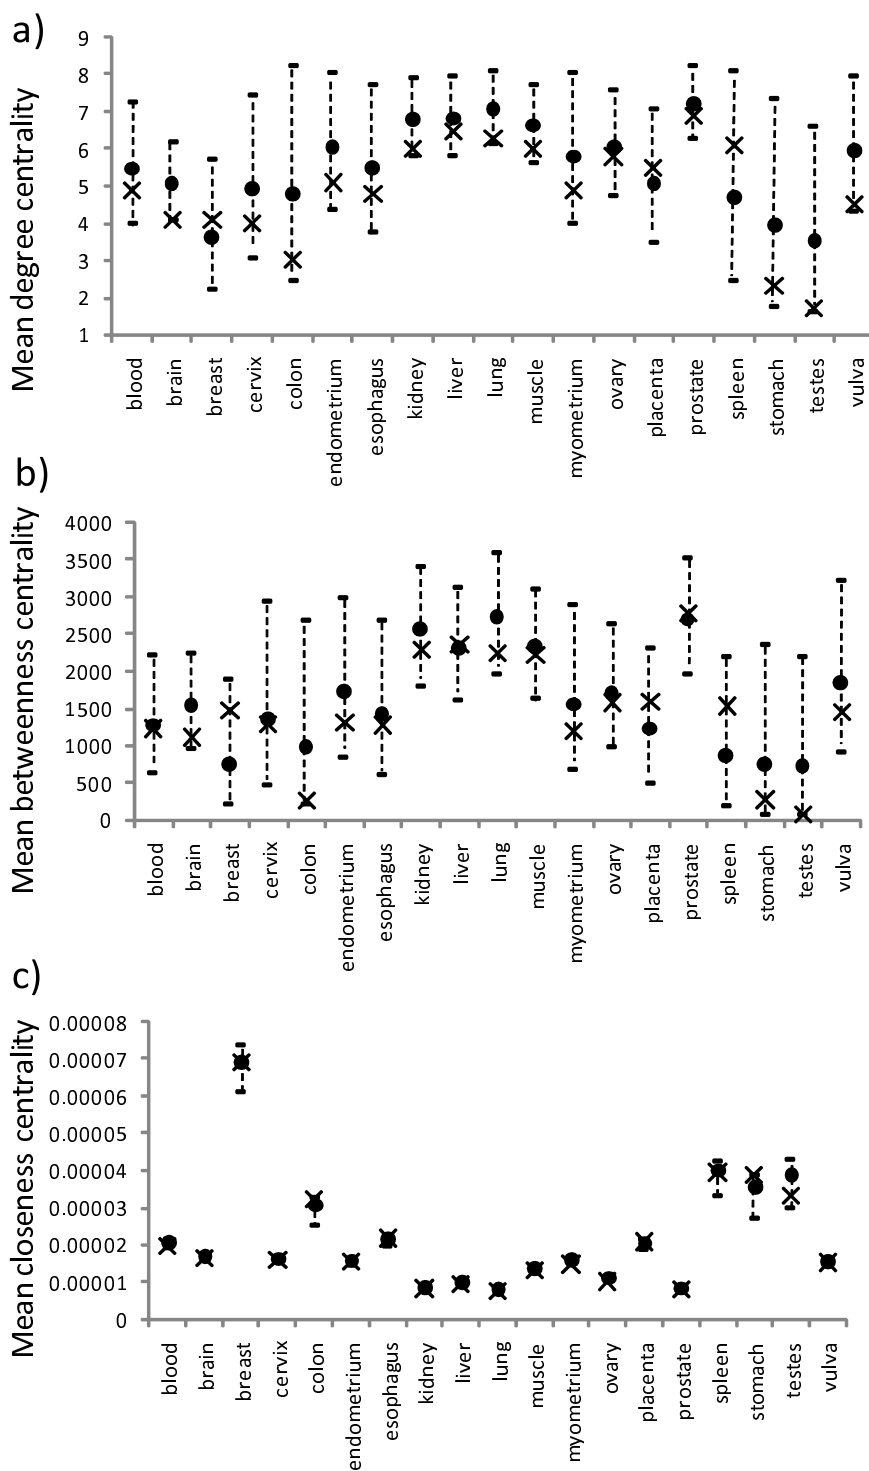 a)
Mean degree centrality
9
8
7
6
5
4
3
2
1
blood
brain
breast
cervix
colon
endometrium
esophagus
kidney
liver
lung
muscle
myometrium
ovary
placenta
prostate
spleen
stomach
testes
vulva
b)
Mean betweenness centrality
4000
3500
3000
2500
2000
1500
1000
500
0
blood
brain
breast
cervix
colon
endometrium
esophagus
kidney
liver
lung
muscle
myometrium
ovary
placenta
prostate
spleen
stomach
testes
vulva
c)
Mean closeness centrality
0.00008
0.00007
0.00006
0.00005
0.00004
0.00003
0.00002
0.00001
0
blood
brain
breast
cervix
colon
endometrium
esophagus
kidney
liver
lung
muscle
myometrium
ovary
placenta
prostate
spleen
stomach
testes
vulva